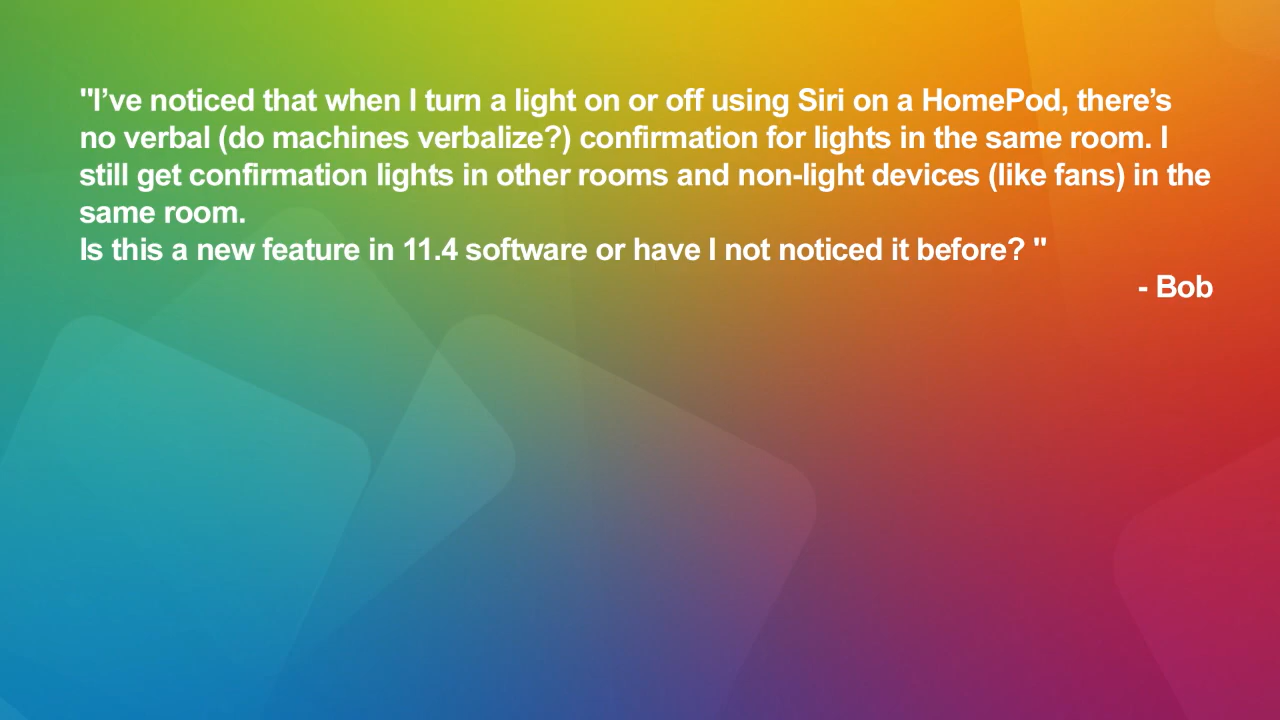 "I’ve noticed that when I turn a light on or off using Siri on a HomePod, there’s
no verbal (do machines verbalize?) confirmation for lights in the same room. I
still get confirmation lights in other rooms and non-light devices (like fans) in the
same room.
Is this a new feature in 11.4 software or have I not noticed it before? "
- Bob